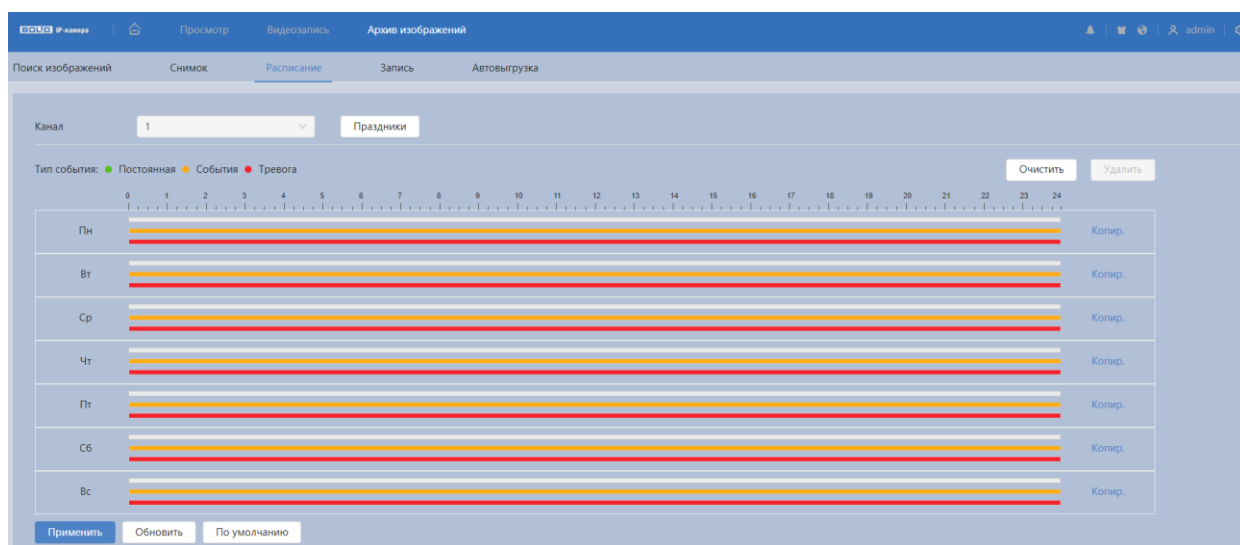 BOLID IP-камера Просмотр Видеозапись Архив изображений admin
Поиск изображений Снимок Расписание Запись Автовыгрузка
Канал 1 Праздники
Тип события: Постоянная События Тревога Очистить Удалить
0 1 2 3 4 5 6 7 8 9 10 11 12 13 14 15 16 17 18 19 20 21 22 23 24
Пн Копир.
Вт Копир.
Ср Копир.
Чт Копир.
Пт Копир.
Сб Копир.
Вс Копир.
Применить Обновить По умолчанию